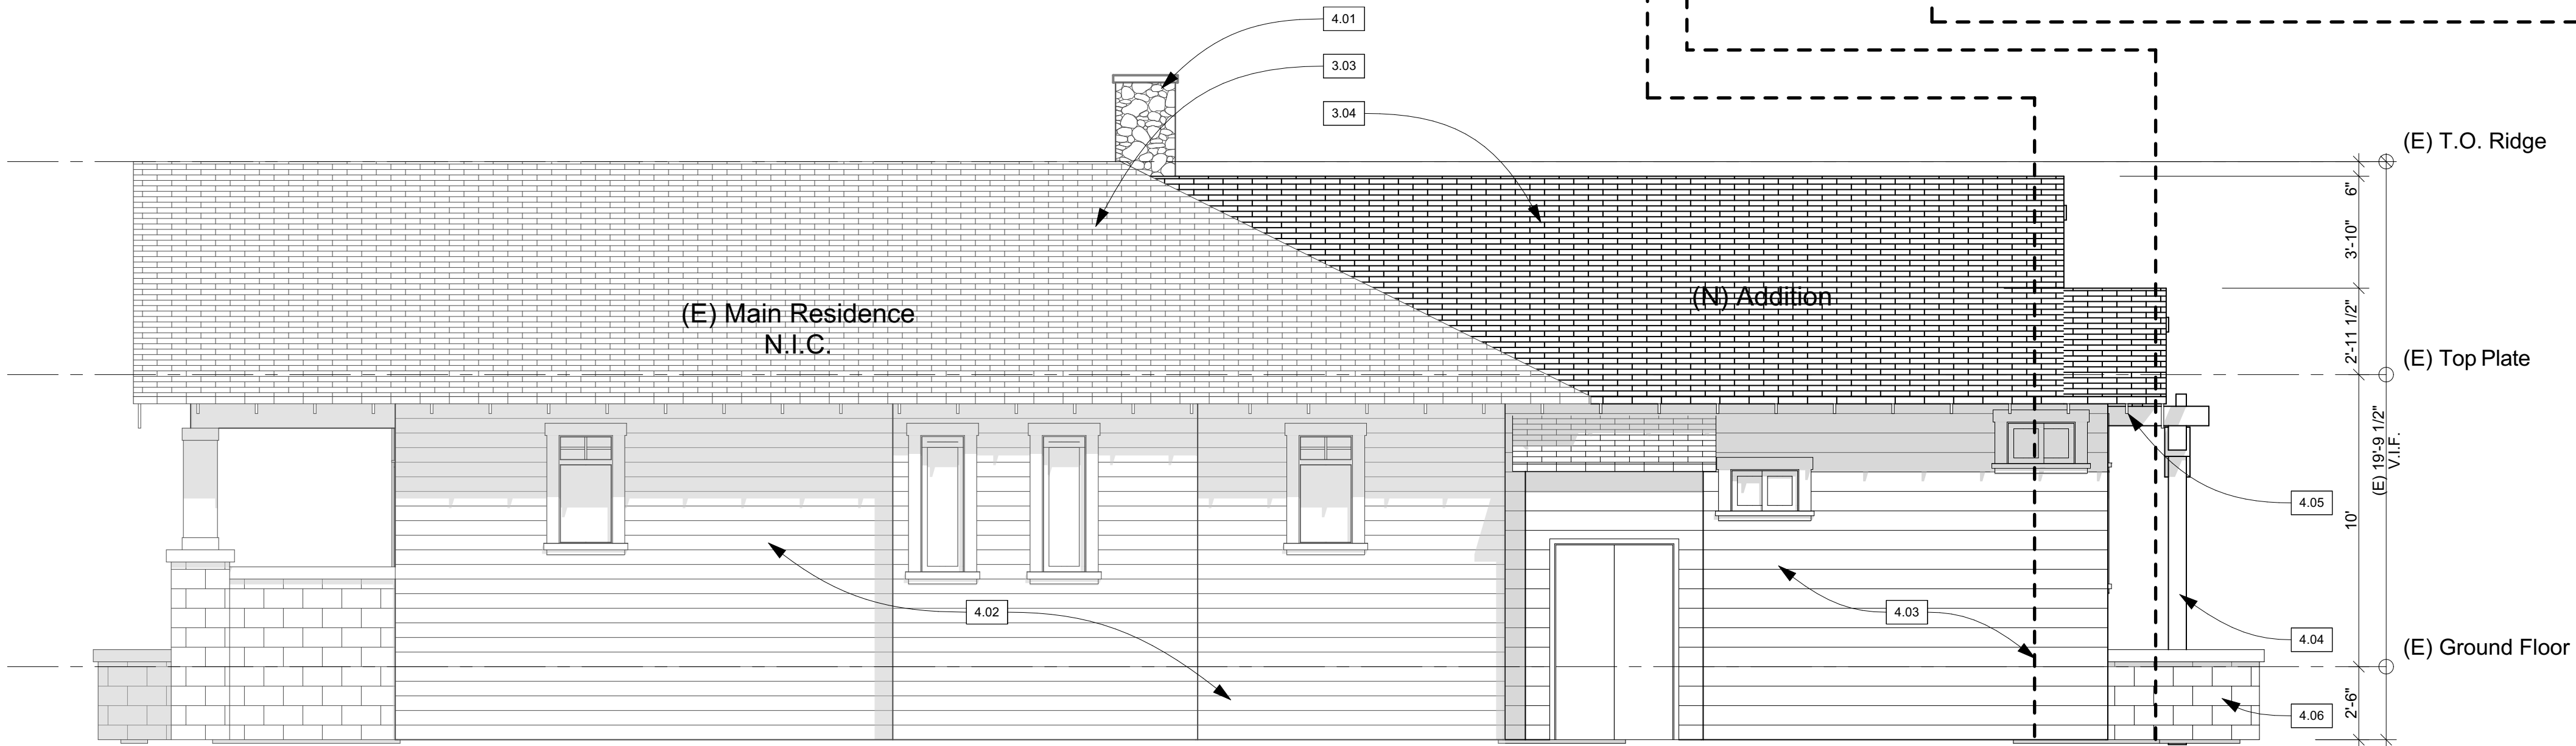 4.01
3.03
3.04
(E) T.O. Ridge
6"
3'-10"
(E) Main Residence
N.I.C.
(N) Addition
2'-11 1/2"
(E) Top Plate
(E) 19'-9 1/2"
V.I.F.
4.05
10'
4.02
4.03
4.04
(E) Ground Floor
2'-6"
4.06